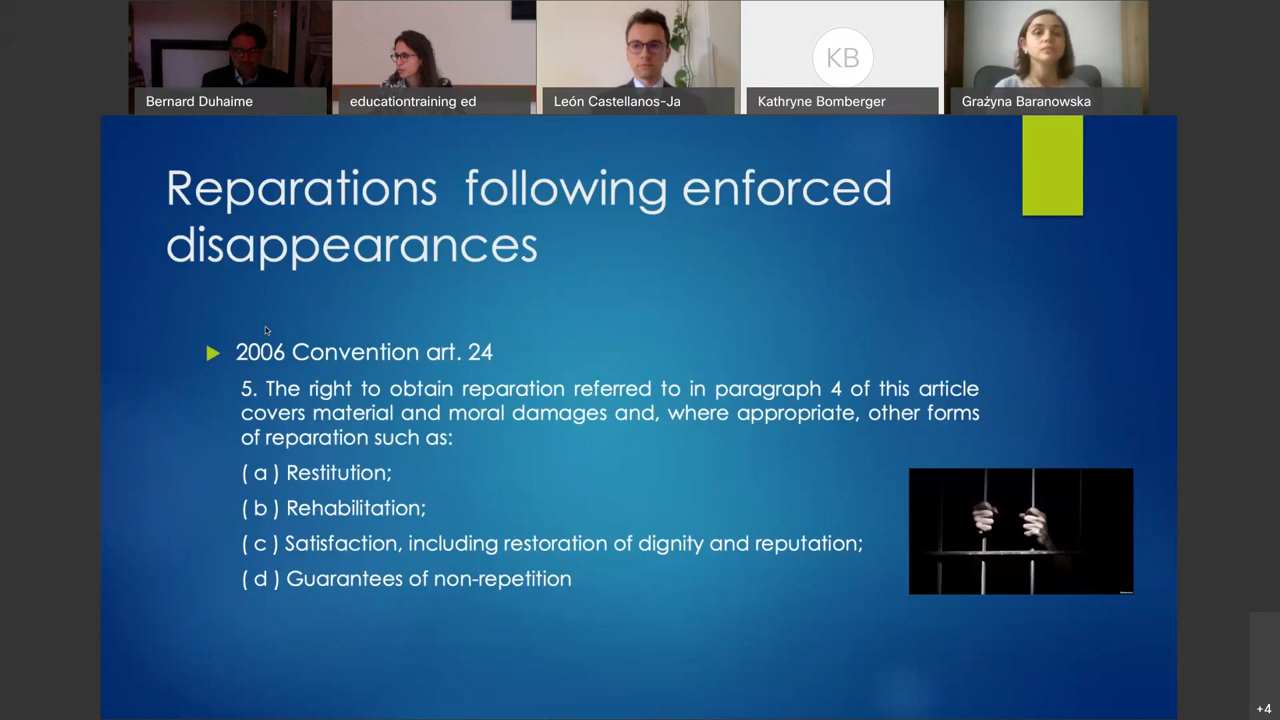 Bernard Duhaime
educationtraining ed
León Castellanos-Ja
KB
Kathryne Bomberger
Grażyna Baranowska
Reparations following enforced
disappearances
2006 Convention art. 24
5. The right to obtain reparation referred to in paragraph 4 of this article
covers material and moral damages and, where appropriate, other forms
of reparation such as:
( a ) Restitution;
( b ) Rehabilitation;
( c ) Satisfaction, including restoration of dignity and reputation;
( d ) Guarantees of non-repetition
+4